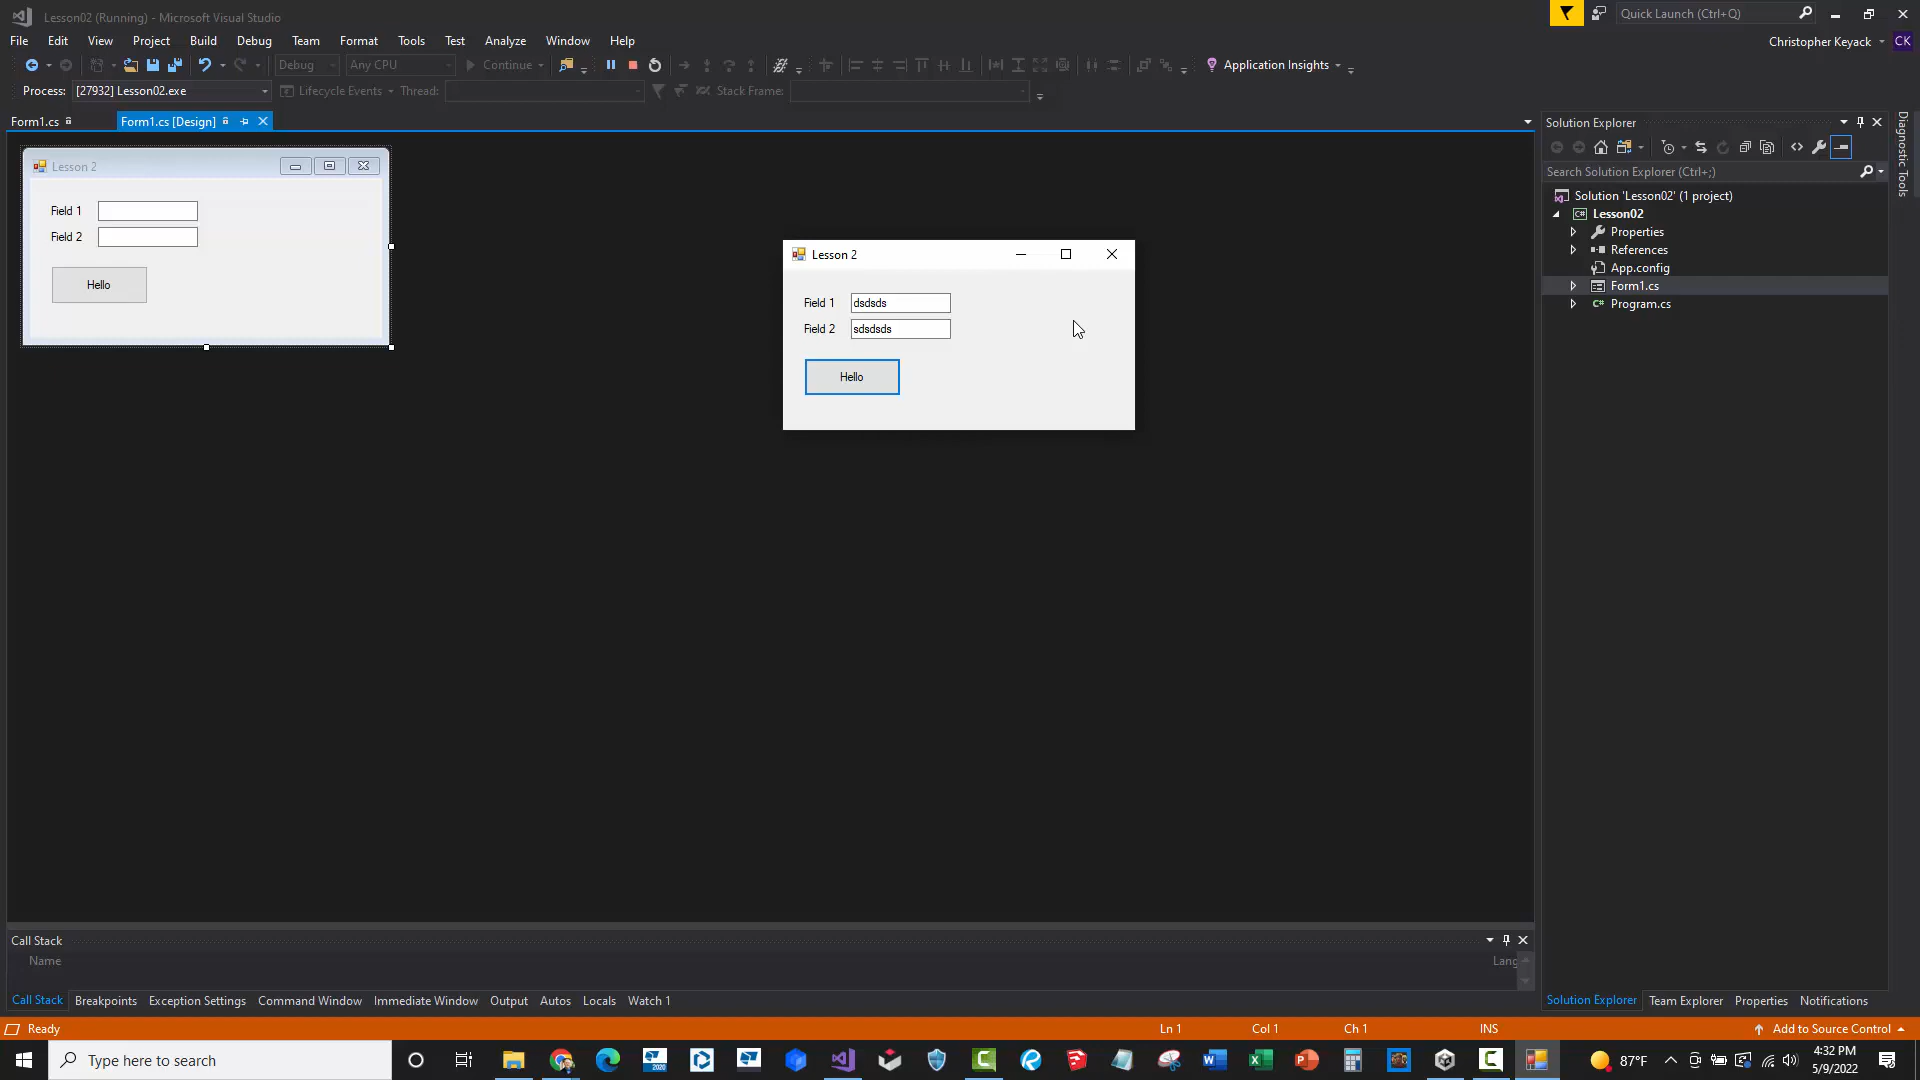 Lesson02 (Running) - Microsoft Visual Studio
Quick Launch (Ctrl+Q)
File Edit View Project Build Debug Team Format Tools Test Analyze Window Help
Christopher Keyack CK
Debug Any CPU Continue Application Insights
Process: [27932] Lesson02.exe Lifecycle Events Thread: Stack Frame:
Form1.cs Form1.cs [Design]
Solution Explorer
Diagnostic Tools
Search Solution Explorer (Ctrl+;)
Solution 'Lesson02' (1 project)
Lesson02
Properties
References
App.config
Form1.cs
Program.cs
Lesson 2
Field 1
Field 2
Hello
Lesson 2
Field 1 dsdsds
Field 2 sdsdsds
Hello
Call Stack
Name Lang
Call Stack Breakpoints Exception Settings Command Window Immediate Window Output Autos Locals Watch 1
Solution Explorer Team Explorer Properties Notifications
Ready Ln 1 Col 1 Ch 1 INS Add to Source Control
Type here to search
2020
87°F
4:32 PM
5/9/2022